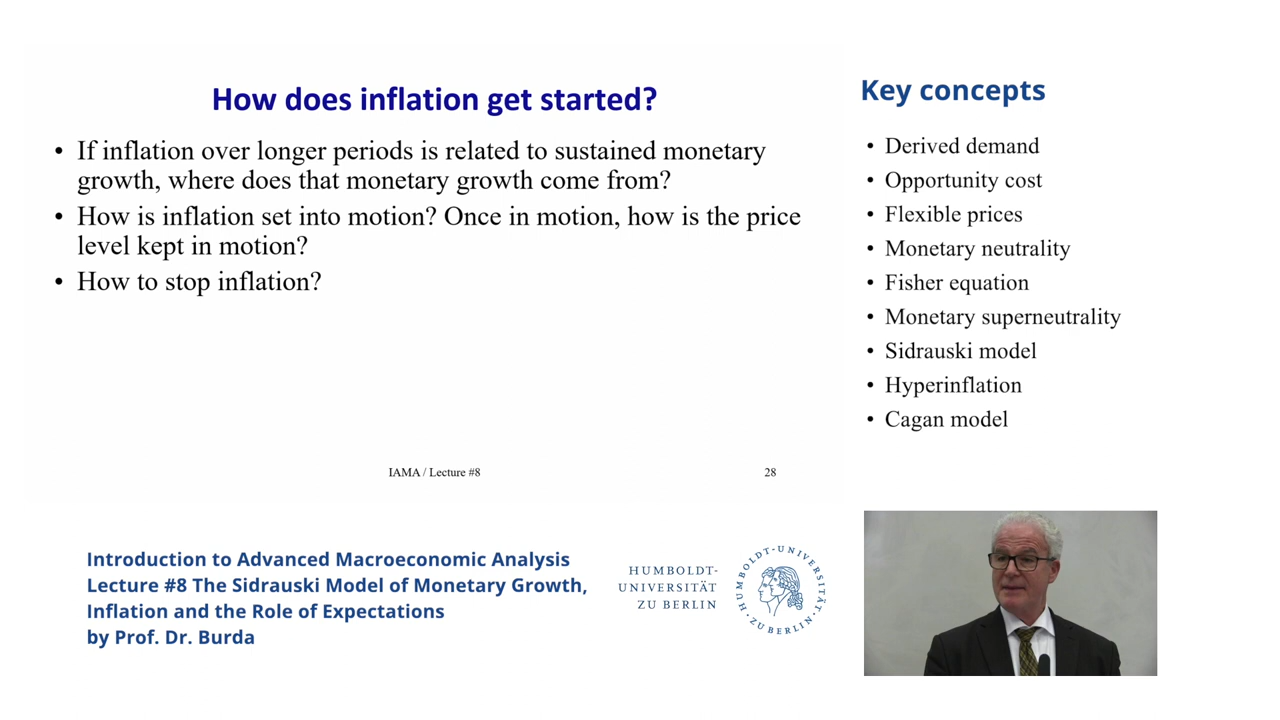 How does inflation get started?
• If inflation over longer periods is related to sustained monetary
growth, where does that monetary growth come from?
• How is inflation set into motion? Once in motion, how is the price
level kept in motion?
• How to stop inflation?
IAMA / Lecture #8
28
Key concepts
• Derived demand
• Opportunity cost
• Flexible prices
• Monetary neutrality
• Fisher equation
• Monetary superneutrality
• Sidrauski model
• Hyperinflation
• Cagan model
Introduction to Advanced Macroeconomic Analysis
Lecture #8 The Sidrauski Model of Monetary Growth,
Inflation and the Role of Expectations
by Prof. Dr. Burda
HUMBOLDT-
UNIVERSITÄT
ZU BERLIN
HUMBOLDT-UNIVERSITÄT
ZU BERLIN